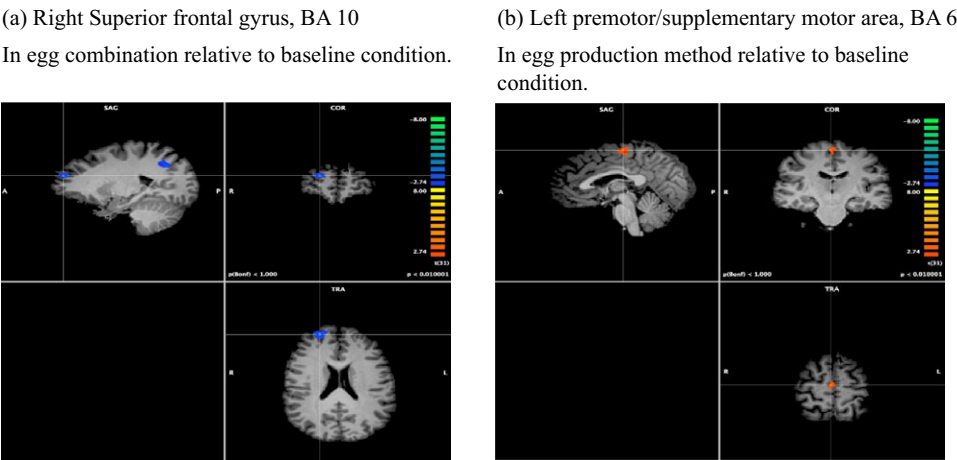 (a) Right Superior frontal gyrus, BA 10
In egg combination relative to baseline condition.
SAG
COR
A
P
R
-8.00
-2.74
8.00
2.74
t(31)
p(Bonf) < 1.000
p < 0.010001
TRA
R
L
(b) Left premotor/supplementary motor area, BA 6
In egg production method relative to baseline
condition.
SAG
COR
A
P
R
-8.00
-2.74
8.00
2.74
t(31)
p(Bonf) < 1.000
p < 0.010001
TRA
R
L